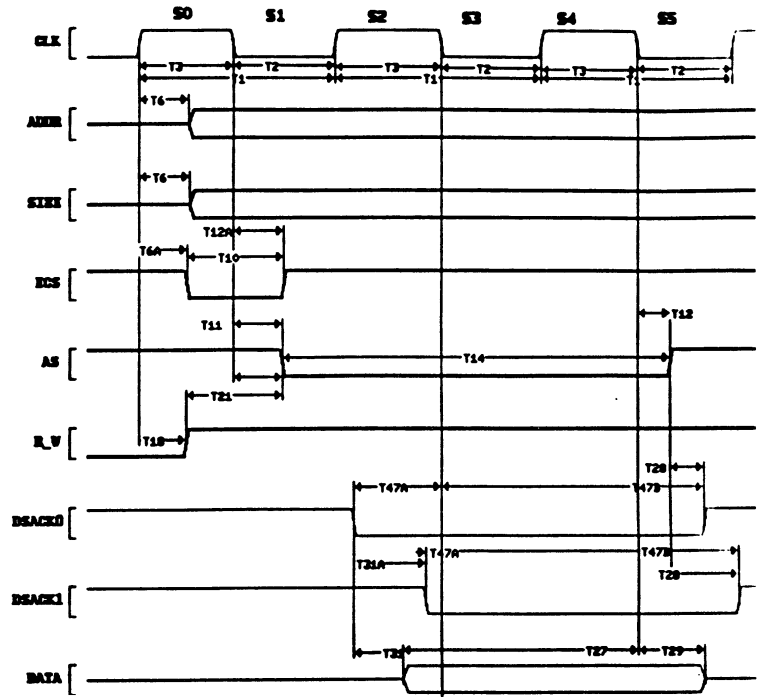 S0 S1 S2 S3 S4 S5
CLK
T3 T2 T3 T2 T3 T2
T1 T1 T1
T6
ADDR
T6
SIZE
T12A
T6A T10
ECS
T11 T12
AS T14
T21
R_W T18
T28
T47A T47B
DSACK0
T47A T47B
T31A T28
DSACK1
T31 T27 T29
DATA